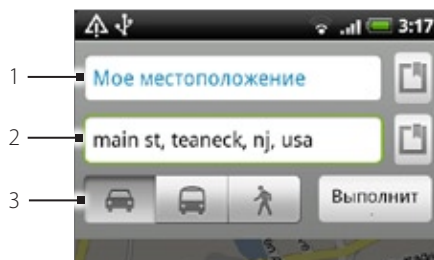 3:17
1
Мое местоположение
2
main st, teaneck, nj, usa
3
Выполнит